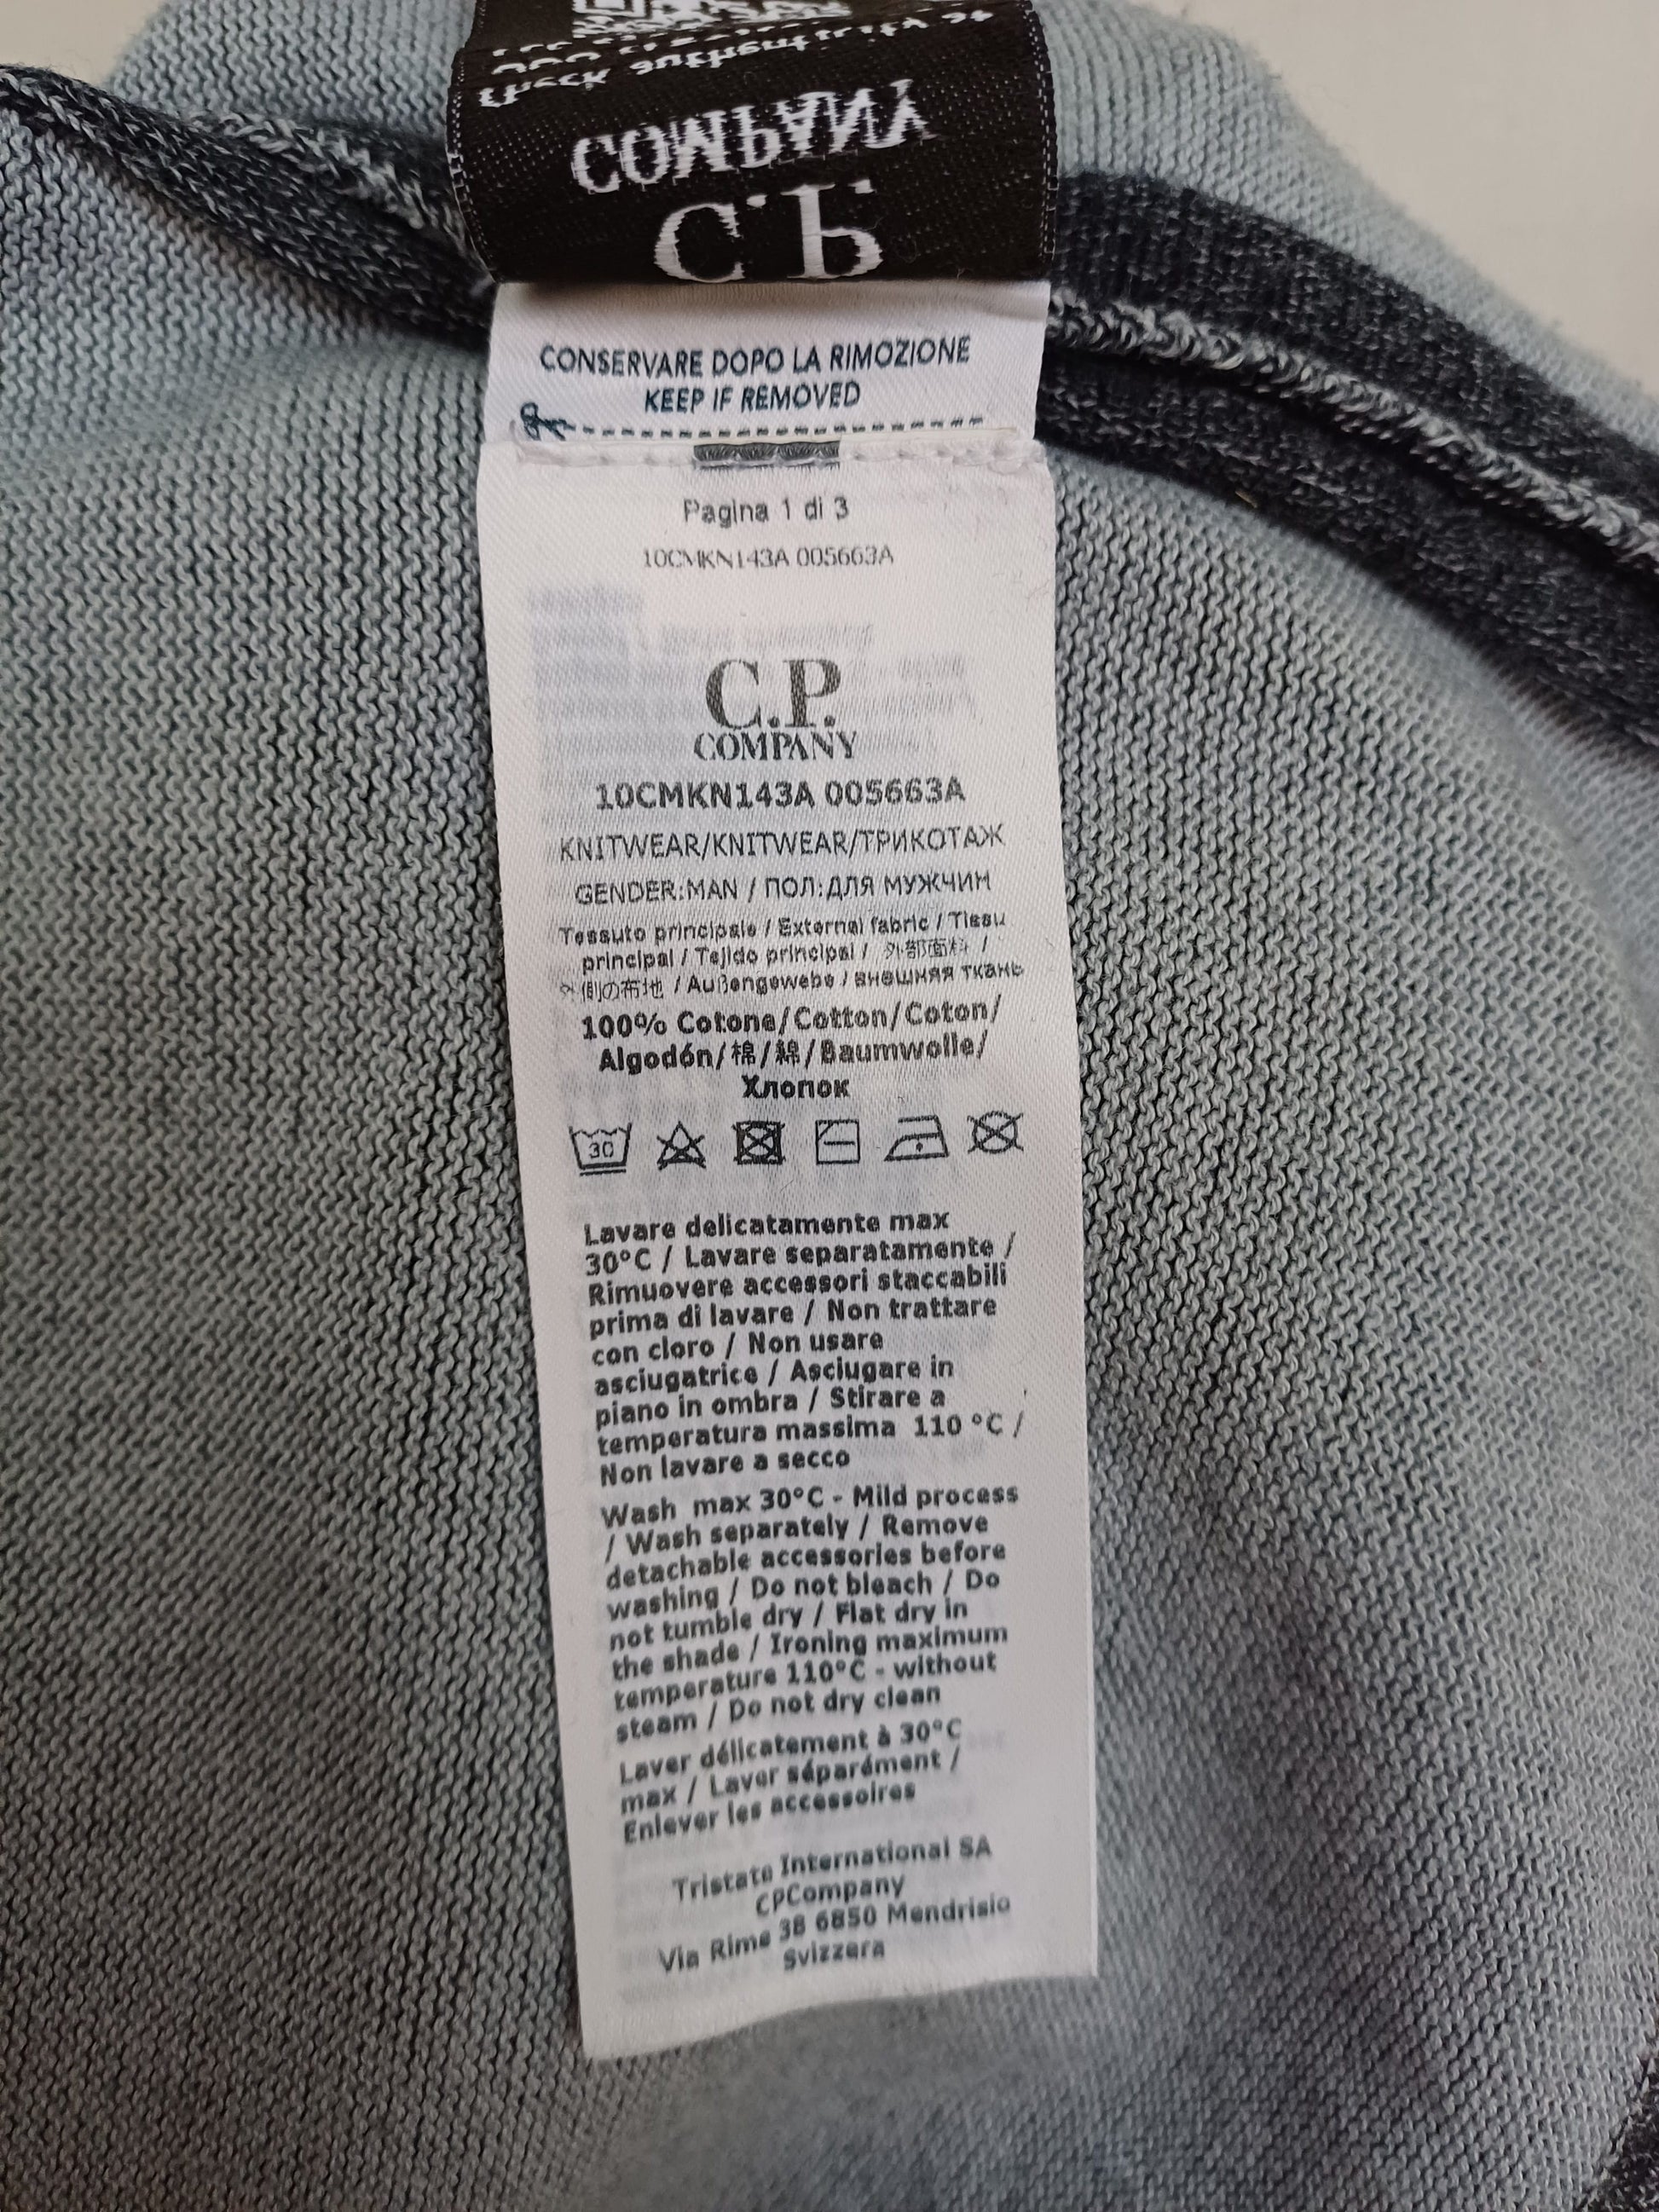 Check authenticity at
COMPANY
C.P.
CONSERVARE DOPO LA RIMOZIONE
KEEP IF REMOVED
Pagina 1 di 3
10CMKN143A 005663A
C.P.
COMPANY
10CMKN143A 005663A
KNITWEAR/KNITWEAR/ТРИКОТАЖ
GENDER:MAN / ПОЛ:ДЛЯ МУЖЧИН
Tessuto principale / External fabric / Tissu
principal / Tejido principal / 外部面料 /
外側の布地 / Außengewebe / внешняя ткань
100% Cotone/Cotton/Coton/
Algodón/棉/綿/Baumwolle/
Хлопок
30
Lavare delicatamente max
30°C / Lavare separatamente /
Rimuovere accessori staccabili
prima di lavare / Non trattare
con cloro / Non usare
asciugatrice / Asciugare in
piano in ombra / Stirare a
temperatura massima 110 °C /
Non lavare a secco
Wash max 30°C - Mild process
/ Wash separately / Remove
detachable accessories before
washing / Do not bleach / Do
not tumble dry / Flat dry in
the shade / Ironing maximum
temperature 110°C - without
steam / Do not dry clean
Laver délicatement à 30°C
max / Laver séparément /
Enlever les accessoires
Tristate International SA
CPCompany
Via Rime 38 6850 Mendrisio
Svizzera